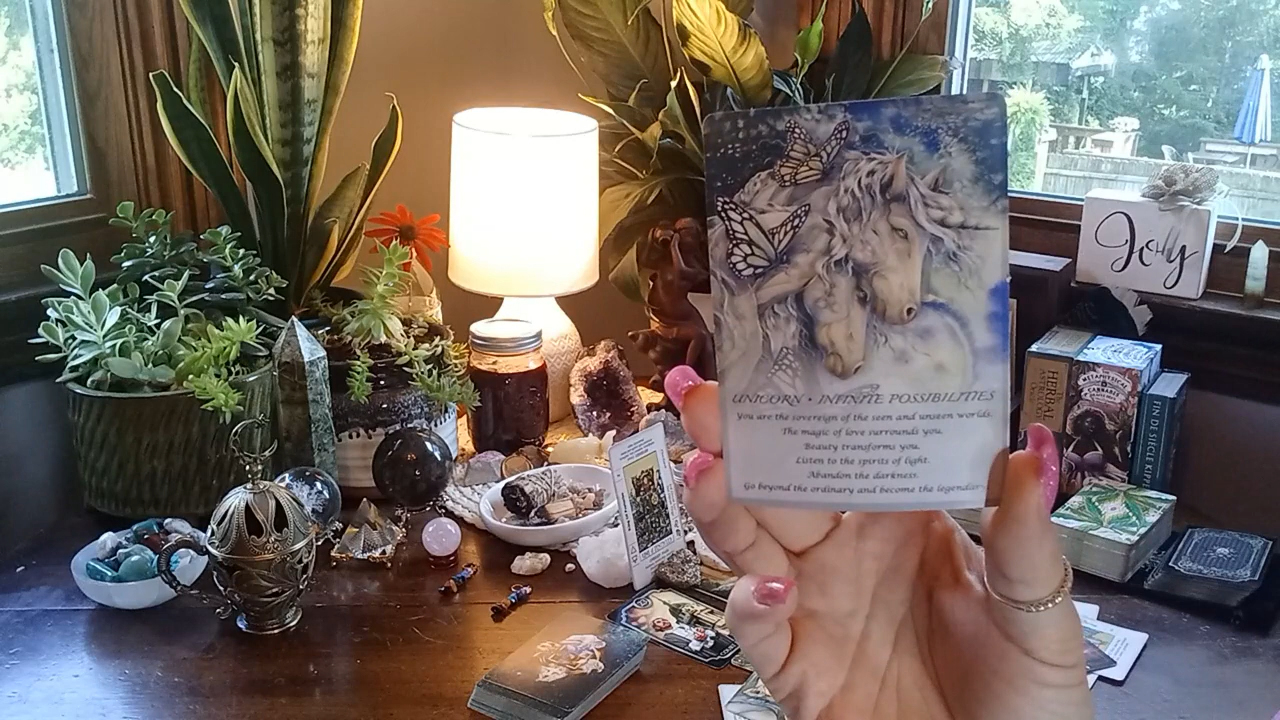 UNICORN • INFINITE POSSIBILITIES
You are the sovereign of the seen and unseen worlds.
The magic of love surrounds you.
Beauty transforms you.
Listen to the spirits of light.
Abandon the darkness.
Go beyond the ordinary and become the legendary
Joy
HERBAL
ASTROLOGY
METAPHYSICAL
CANNABIS
FIN DE SIÈCLE KIPPER